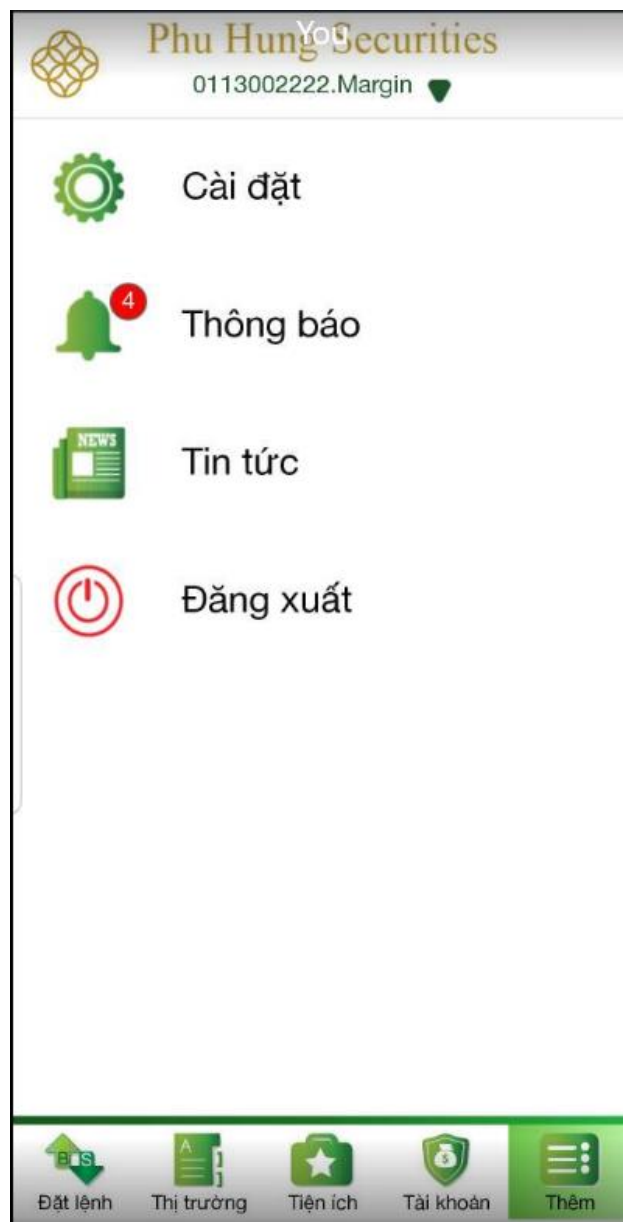 Phu Hung Securities
You
0113002222.Margin
Cài đặt
4
Thông báo
NEWS
Tin tức
Đăng xuất
B S
A
$
Đặt lệnh
Thị trường
Tiện ích
Tài khoản
Thêm